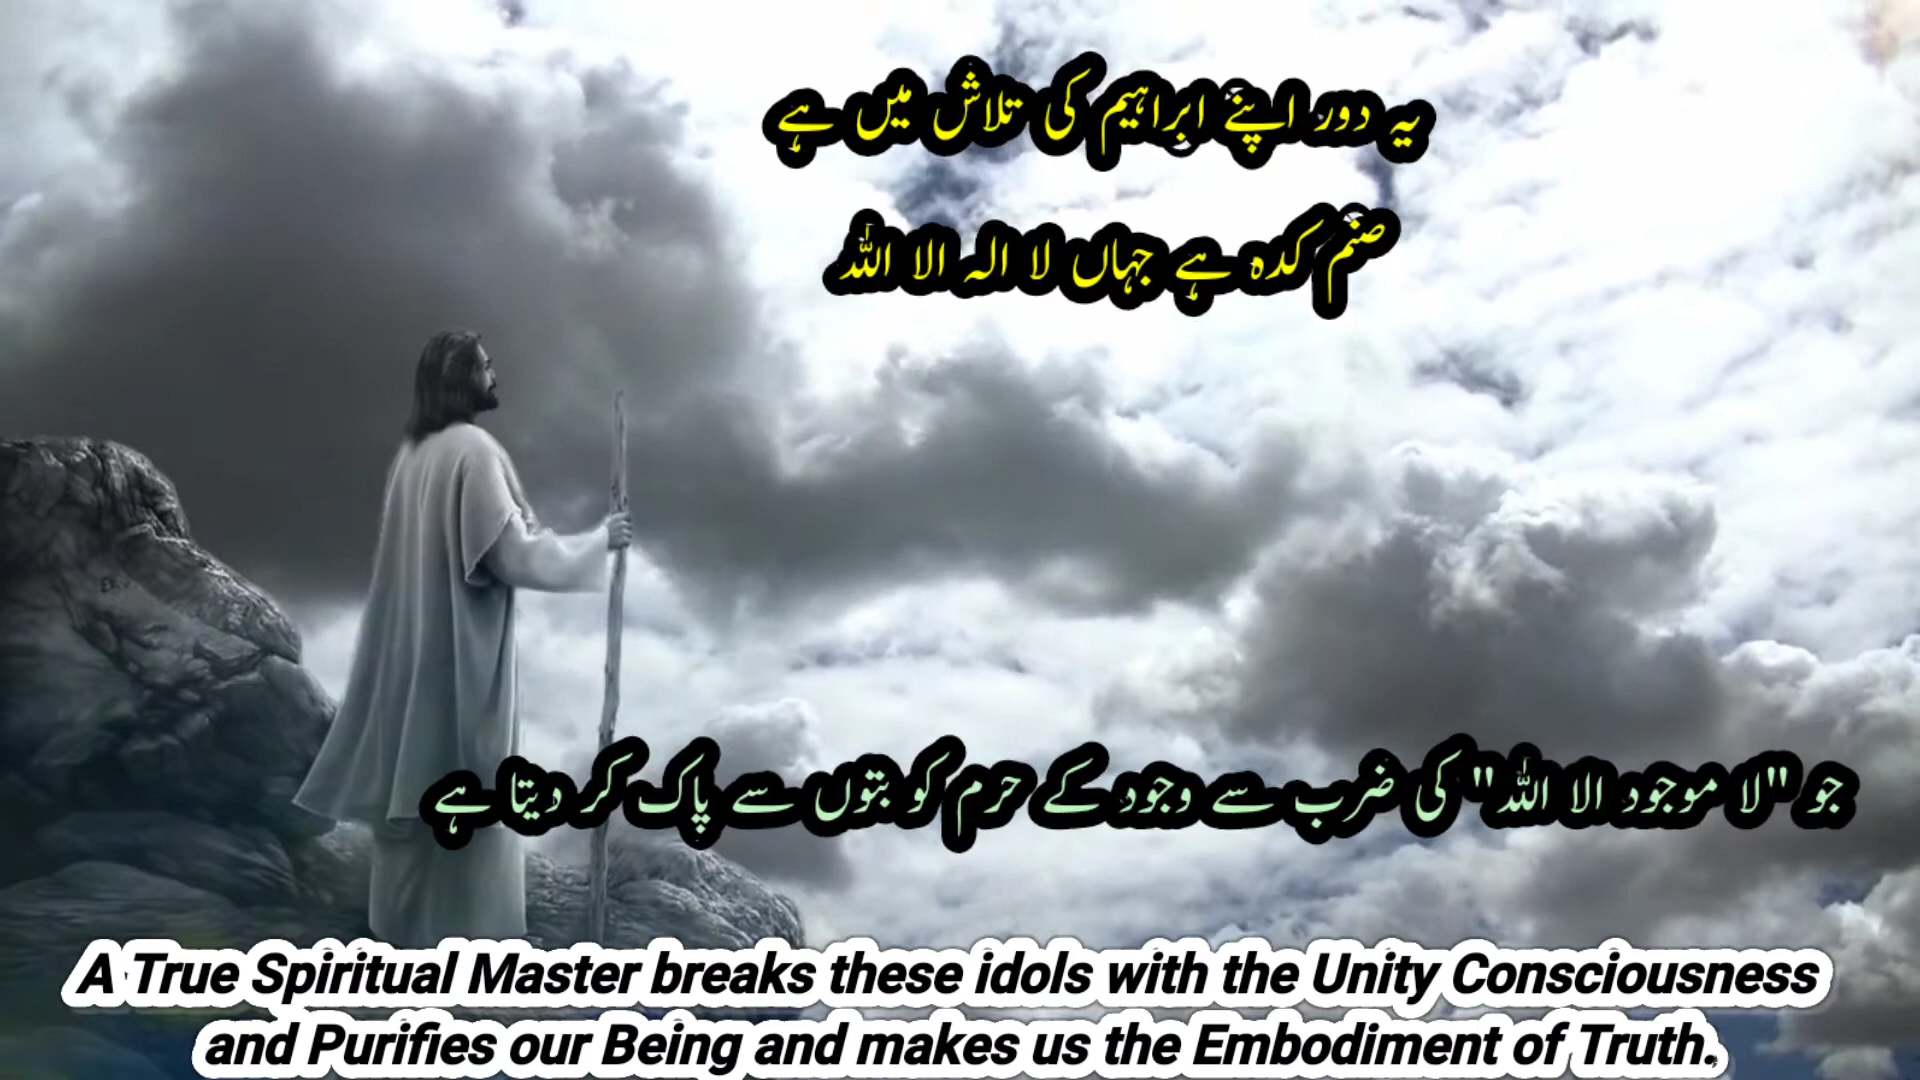 یہ دور اپنے ابراہیم کی تلاش میں ہے
صنم کدہ ہے جہاں لا الہ الا اللہ
جو "لا موجود الا اللہ" کی ضرب سے وجود کے حرم کو بتوں سے پاک کر دیتا ہے
A True Spiritual Master breaks these idols with the Unity Consciousness
and Purifies our Being and makes us the Embodiment of Truth.